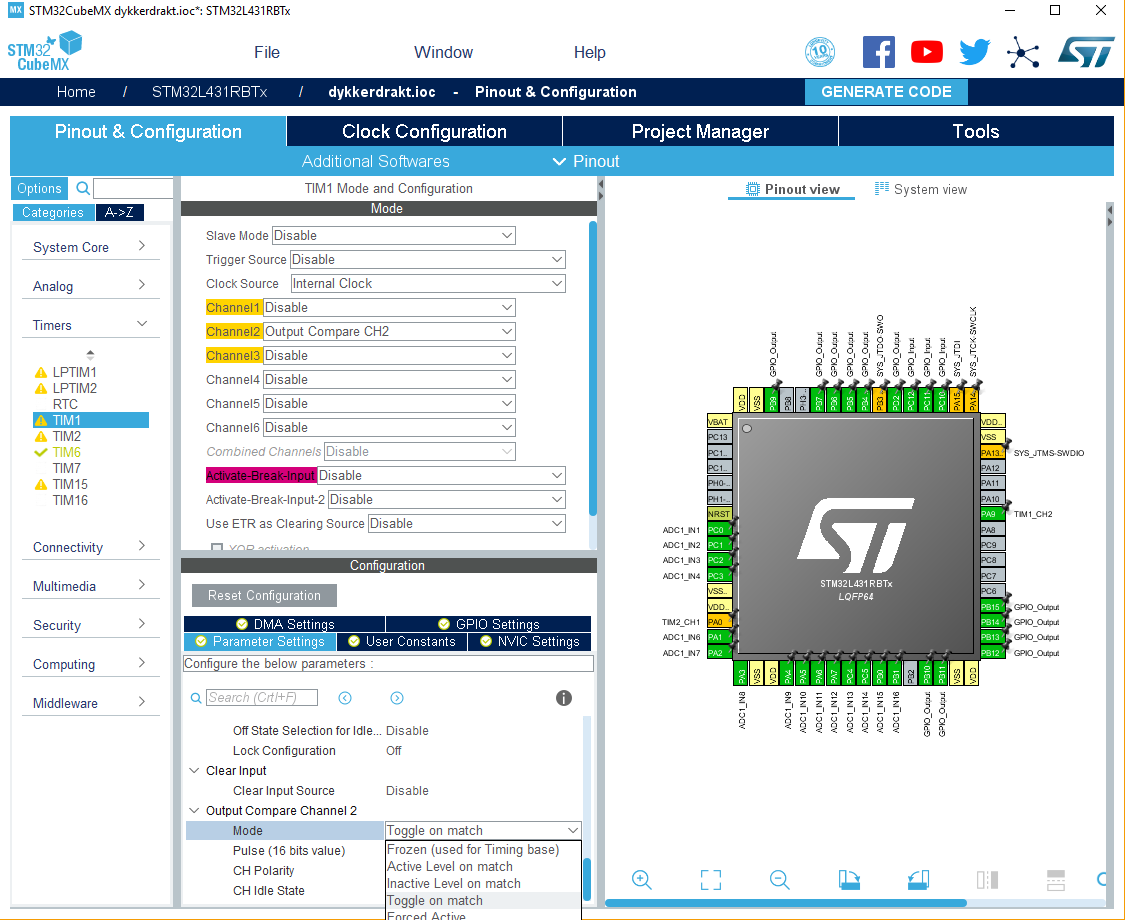 MX STM32CubeMX dykkerdrakt.ioc*: STM32L431RBTx
STM32
CubeMX
File Window Help
10
ST
Home / STM32L431RBTx / dykkerdrakt.ioc - Pinout & Configuration GENERATE CODE
Pinout & Configuration Clock Configuration Project Manager Tools
Additional Softwares Pinout
Options
Categories A->Z
System Core
Analog
Timers
LPTIM1
LPTIM2
RTC
TIM1
TIM2
TIM6
TIM7
TIM15
TIM16
Connectivity
Multimedia
Security
Computing
Middleware
TIM1 Mode and Configuration
Mode
Slave Mode Disable
Trigger Source Disable
Clock Source Internal Clock
Channel1 Disable
Channel2 Output Compare CH2
Channel3 Disable
Channel4 Disable
Channel5 Disable
Channel6 Disable
Combined Channels Disable
Activate-Break-Input Disable
Activate-Break-Input-2 Disable
Use ETR as Clearing Source Disable
XOR activation
Configuration
Reset Configuration
DMA Settings GPIO Settings
Parameter Settings User Constants NVIC Settings
Configure the below parameters :
Search (Crtl+F)
Off State Selection for Idle... Disable
Lock Configuration Off
Clear Input
Clear Input Source Disable
Output Compare Channel 2
Mode Toggle on match
Pulse (16 bits value)
CH Polarity
CH Idle State
Frozen (used for Timing base)
Active Level on match
Inactive Level on match
Toggle on match
Forced Active
Pinout view System view
GPIO_Output
GPIO_Output
GPIO_Output
GPIO_Output
GPIO_Output
SYS_JTDO-SWO
GPIO_Output
GPIO_Input
GPIO_Input
GPIO_Input
SYS_JTDI
SYS_JTCK-SWCLK
VDD
VSS
PB9
PB8
PH3..
PB7
PB6
PB5
PB4
PB3..
PD2
PC12
PC11
PC10
PA15..
PA14..
VBAT
PC13
PC1..
PC1..
PH0-..
PH1-..
NRST
ADC1_IN1 PC0
ADC1_IN2 PC1
ADC1_IN3 PC2
ADC1_IN4 PC3
VSS..
VDD..
TIM2_CH1 PA0
ADC1_IN6 PA1
ADC1_IN7 PA2
VDD..
VSS
PA13.. SYS_JTMS-SWDIO
PA12
PA11
PA10
PA9 TIM1_CH2
PA8
PC9
PC8
PC7
PC6
PB15 GPIO_Output
PB14 GPIO_Output
PB13 GPIO_Output
PB12 GPIO_Output
ST
STM32L431RBTx
LQFP64
PA3
VSS
VDD
PA4
PA5
PA6
PA7
PC4
PC5
PB0
PB1
PB2
PB10
PB11
VSS
VDD
ADC1_IN8
ADC1_IN9
ADC1_IN10
ADC1_IN11
ADC1_IN12
ADC1_IN13
ADC1_IN14
ADC1_IN15
ADC1_IN16
GPIO_Output
GPIO_Output